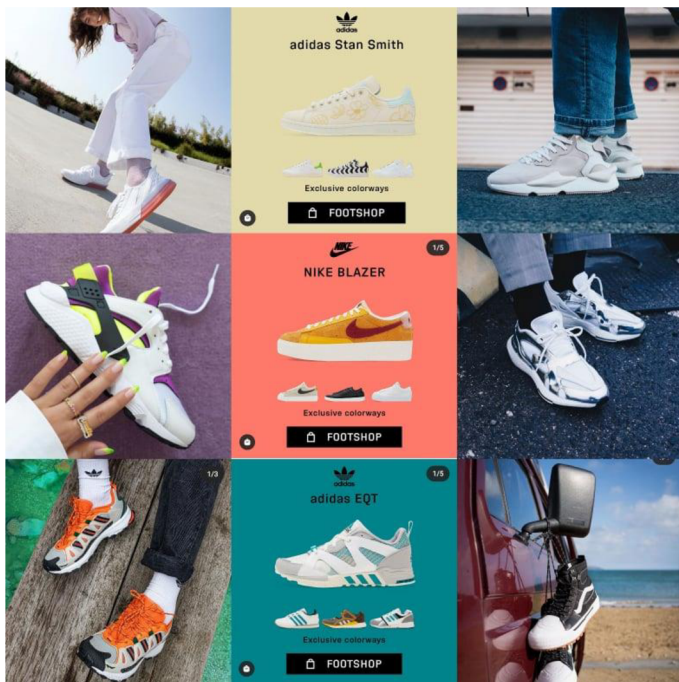 adidas
adidas Stan Smith
Exclusive colorways
FOOTSHOP
1/5
NIKE
NIKE BLAZER
Exclusive colorways
FOOTSHOP
1/3
adidas
1/5
adidas EQT
Exclusive colorways
FOOTSHOP